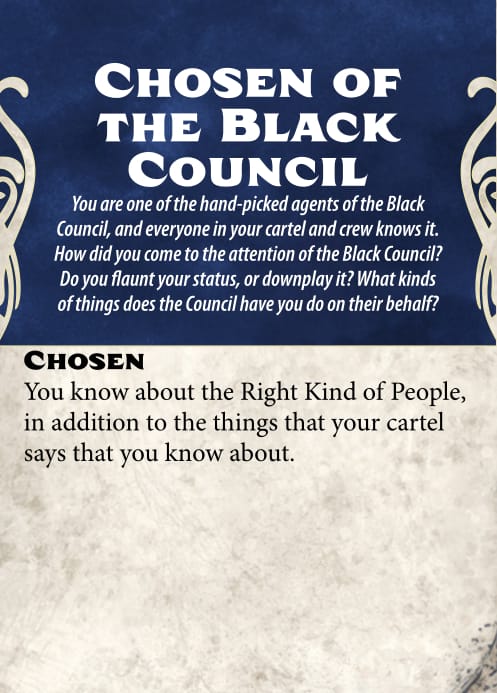 Chosen of
the Black
Council
You are one of the hand-picked agents of the Black
Council, and everyone in your cartel and crew knows it.
How did you come to the attention of the Black Council?
Do you flaunt your status, or downplay it? What kinds
of things does the Council have you do on their behalf?
Chosen
You know about the Right Kind of People,
in addition to the things that your cartel
says that you know about.